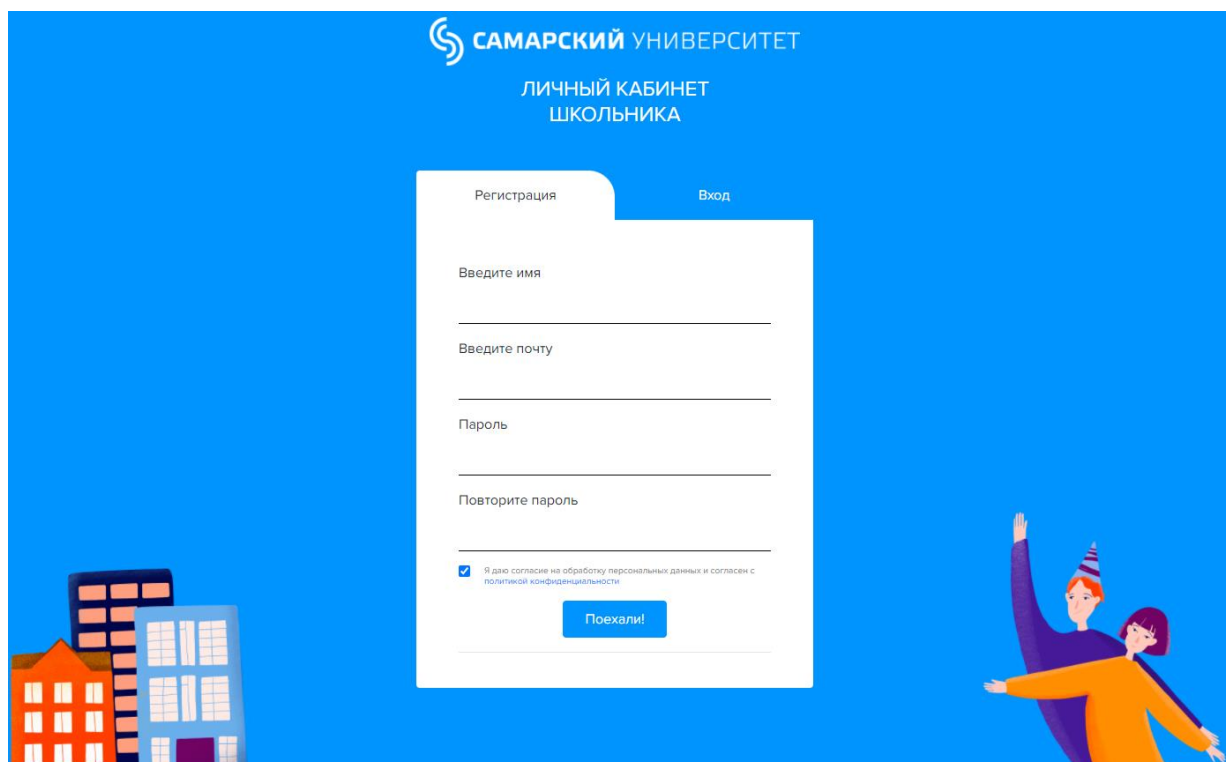 САМАРСКИЙ УНИВЕРСИТЕТ
ЛИЧНЫЙ КАБИНЕТ
ШКОЛЬНИКА
Регистрация
Вход
Введите имя
Введите почту
Пароль
Повторите пароль
Я даю согласие на обработку персональных данных и согласен с
политикой конфиденциальности
Поехали!